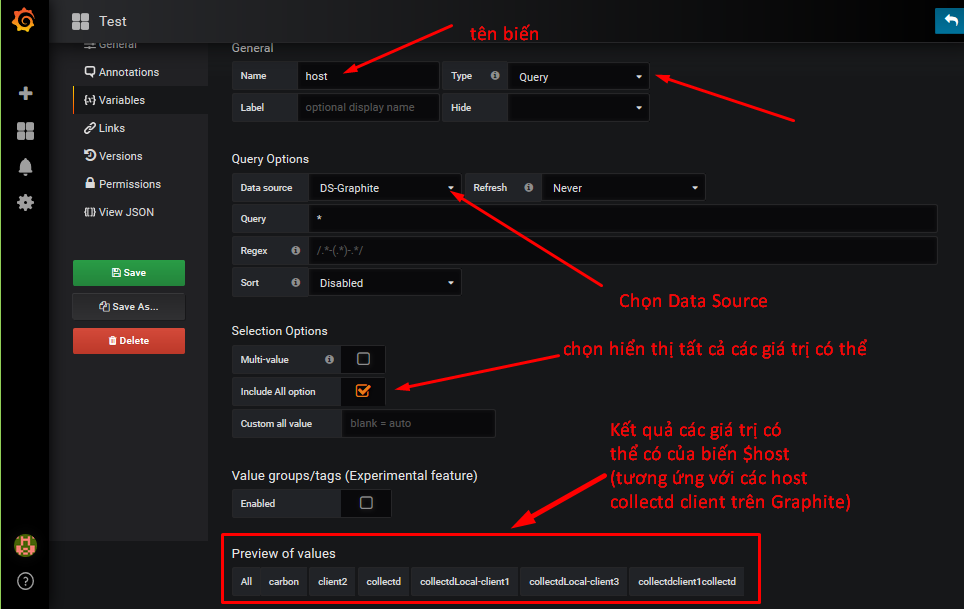 Test
tên biến
General
General
Name
host
Type
Query
Annotations
Label
optional display name
Hide
Variables
Links
Versions
Query Options
Permissions
Data source
DS-Graphite
Refresh
Never
View JSON
Query
*
Regex
/.*-(.*)-.*/
Save
Sort
Disabled
Save As...
Chọn Data Source
Delete
Selection Options
Multi-value
chọn hiển thị tất cả các giá trị có thể
Include All option
Custom all value
blank = auto
Kết quả các giá trị có
thể có của biến $host
(tương ứng với các host
collectd client trên Graphite)
Value groups/tags (Experimental feature)
Enabled
Preview of values
All
carbon
client2
collectd
collectdLocal-client1
collectdLocal-client3
collectdclient1collectd